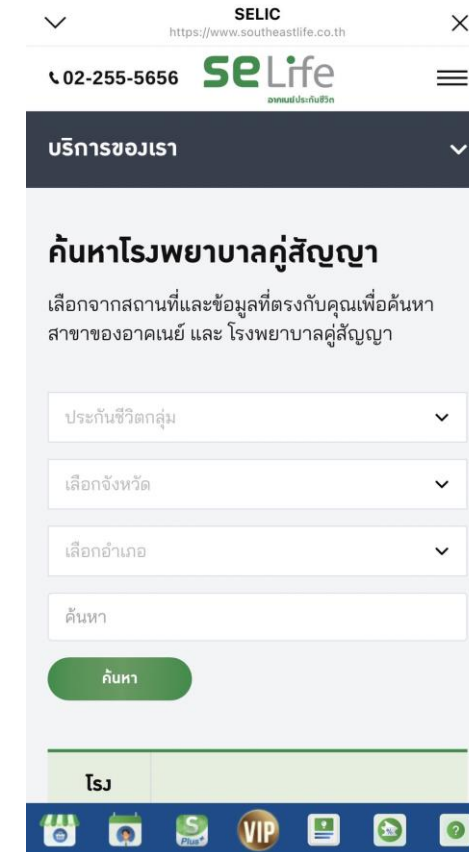 SELIC
https://www.southeastlife.co.th
02-255-5656
seLife
อาคเนย์ประกันชีวิต
บริการของเรา
ค้นหาโรงพยาบาลคู่สัญญา
เลือกจากสถานที่และข้อมูลที่ตรงกับคุณเพื่อค้นหา
สาขาของอาคเนย์ และ โรงพยาบาลคู่สัญญา
ประกันชีวิตกลุ่ม
เลือกจังหวัด
เลือกอำเภอ
ค้นหา
ค้นหา
โรง
S Plus+
VIP
?